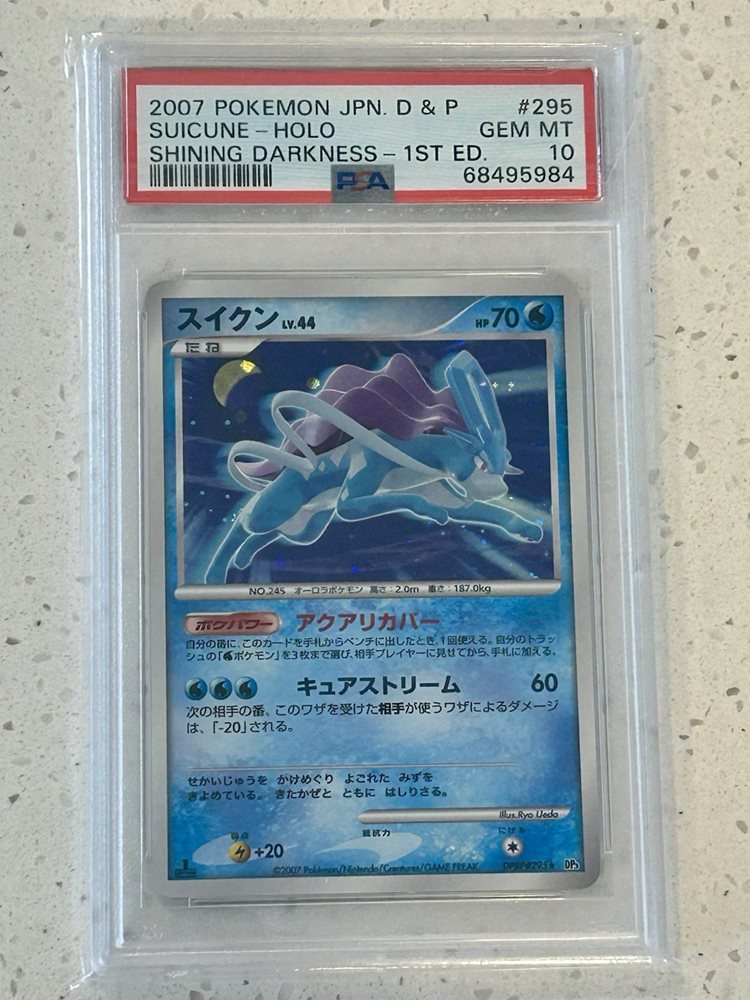 2007 POKEMON JPN. D & P #295
SUICUNE - HOLO GEM MT
SHINING DARKNESS - 1ST ED. 10
PSA 68495984
スイクン LV.44 HP 70
たね
NO.245 オーロラポケモン 高さ:2.0m 重さ:187.0kg
ポケパワー アクアリカバー
自分の番に、このカードを手札からベンチに出したとき、1回使える。自分のトラッ
シュの「ポケモン」を3枚まで選び、相手プレイヤーに見せてから、手札に加える。
キュアストリーム 60
次の相手の番、このワザを受けた相手が使うワザによるダメージ
は、「-20」される。
せかいじゅうを かけめぐり よごれた みずを
きよめている。 きたかぜと ともに はしりさる。
Illus.Ryo Ueda
弱点 抵抗力 にげる
+20
1
©2007 Pokémon/Nintendo/Creatures/GAME FREAK DPBP#295★ DP3